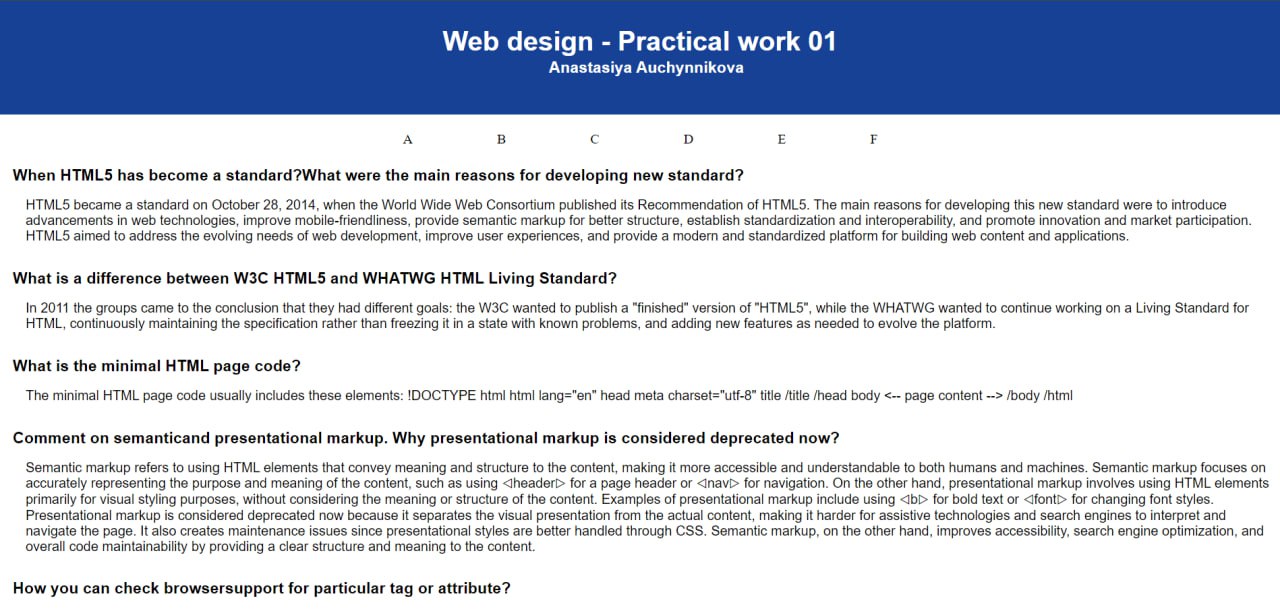 Web design - Practical work 01
Anastasiya Auchynnikova
A B C D E F
When HTML5 has become a standard?What were the main reasons for developing new standard?
HTML5 became a standard on October 28, 2014, when the World Wide Web Consortium published its Recommendation of HTML5. The main reasons for developing this new standard were to introduce
advancements in web technologies, improve mobile-friendliness, provide semantic markup for better structure, establish standardization and interoperability, and promote innovation and market participation.
HTML5 aimed to address the evolving needs of web development, improve user experiences, and provide a modern and standardized platform for building web content and applications.
What is a difference between W3C HTML5 and WHATWG HTML Living Standard?
In 2011 the groups came to the conclusion that they had different goals: the W3C wanted to publish a "finished" version of "HTML5", while the WHATWG wanted to continue working on a Living Standard for
HTML, continuously maintaining the specification rather than freezing it in a state with known problems, and adding new features as needed to evolve the platform.
What is the minimal HTML page code?
The minimal HTML page code usually includes these elements: !DOCTYPE html html lang="en" head meta charset="utf-8" title /title /head body <-- page content --> /body /html
Comment on semanticand presentational markup. Why presentational markup is considered deprecated now?
Semantic markup refers to using HTML elements that convey meaning and structure to the content, making it more accessible and understandable to both humans and machines. Semantic markup focuses on
accurately representing the purpose and meaning of the content, such as using ◁header▷ for a page header or ◁nav▷ for navigation. On the other hand, presentational markup involves using HTML elements
primarily for visual styling purposes, without considering the meaning or structure of the content. Examples of presentational markup include using ◁b▷ for bold text or ◁font▷ for changing font styles.
Presentational markup is considered deprecated now because it separates the visual presentation from the actual content, making it harder for assistive technologies and search engines to interpret and
navigate the page. It also creates maintenance issues since presentational styles are better handled through CSS. Semantic markup, on the other hand, improves accessibility, search engine optimization, and
overall code maintainability by providing a clear structure and meaning to the content.
How you can check browsersupport for particular tag or attribute?